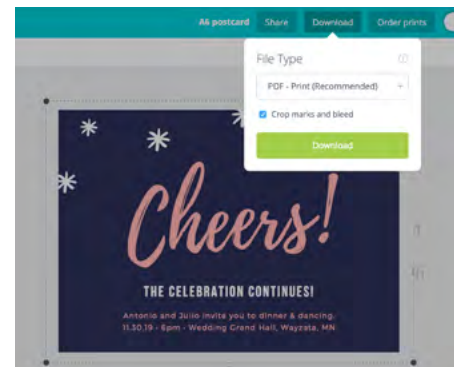 A6 postcard Share Download Order prints
File Type
PDF - Print (Recommended)
Crop marks and bleed
Download
Cheers!
THE CELEBRATION CONTINUES!
Antonio and Julio invite you to dinner & dancing.
11.30.19 - 6pm - Wedding Grand Hall, Wayzata, MN